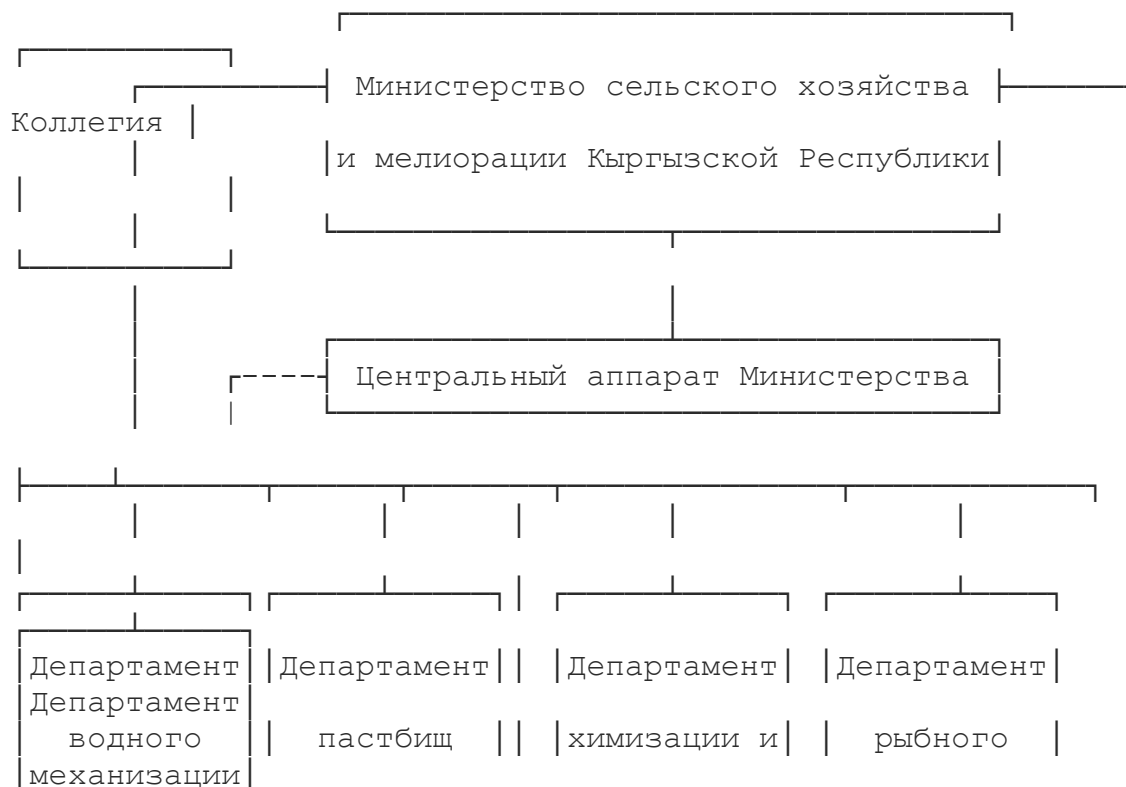 Министерство сельского хозяйства
Коллегия
и мелиорации Кыргызской Республики
Центральный аппарат Министерства
Департамент Департамент Департамент Департамент
Департамент
водного пастбищ химизации и рыбного
механизации